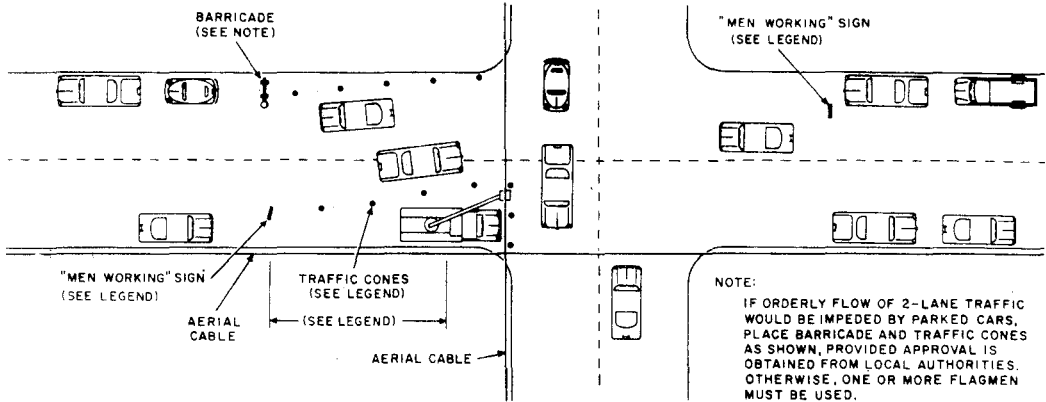 BARRICADE
(SEE NOTE)
"MEN WORKING" SIGN
(SEE LEGEND)
"MEN WORKING" SIGN
(SEE LEGEND)
TRAFFIC CONES
(SEE LEGEND)
(SEE LEGEND)
AERIAL
CABLE
AERIAL CABLE
NOTE:
IF ORDERLY FLOW OF 2-LANE TRAFFIC
WOULD BE IMPEDED BY PARKED CARS,
PLACE BARRICADE AND TRAFFIC CONES
AS SHOWN, PROVIDED APPROVAL IS
OBTAINED FROM LOCAL AUTHORITIES.
OTHERWISE, ONE OR MORE FLAGMEN
MUST BE USED.